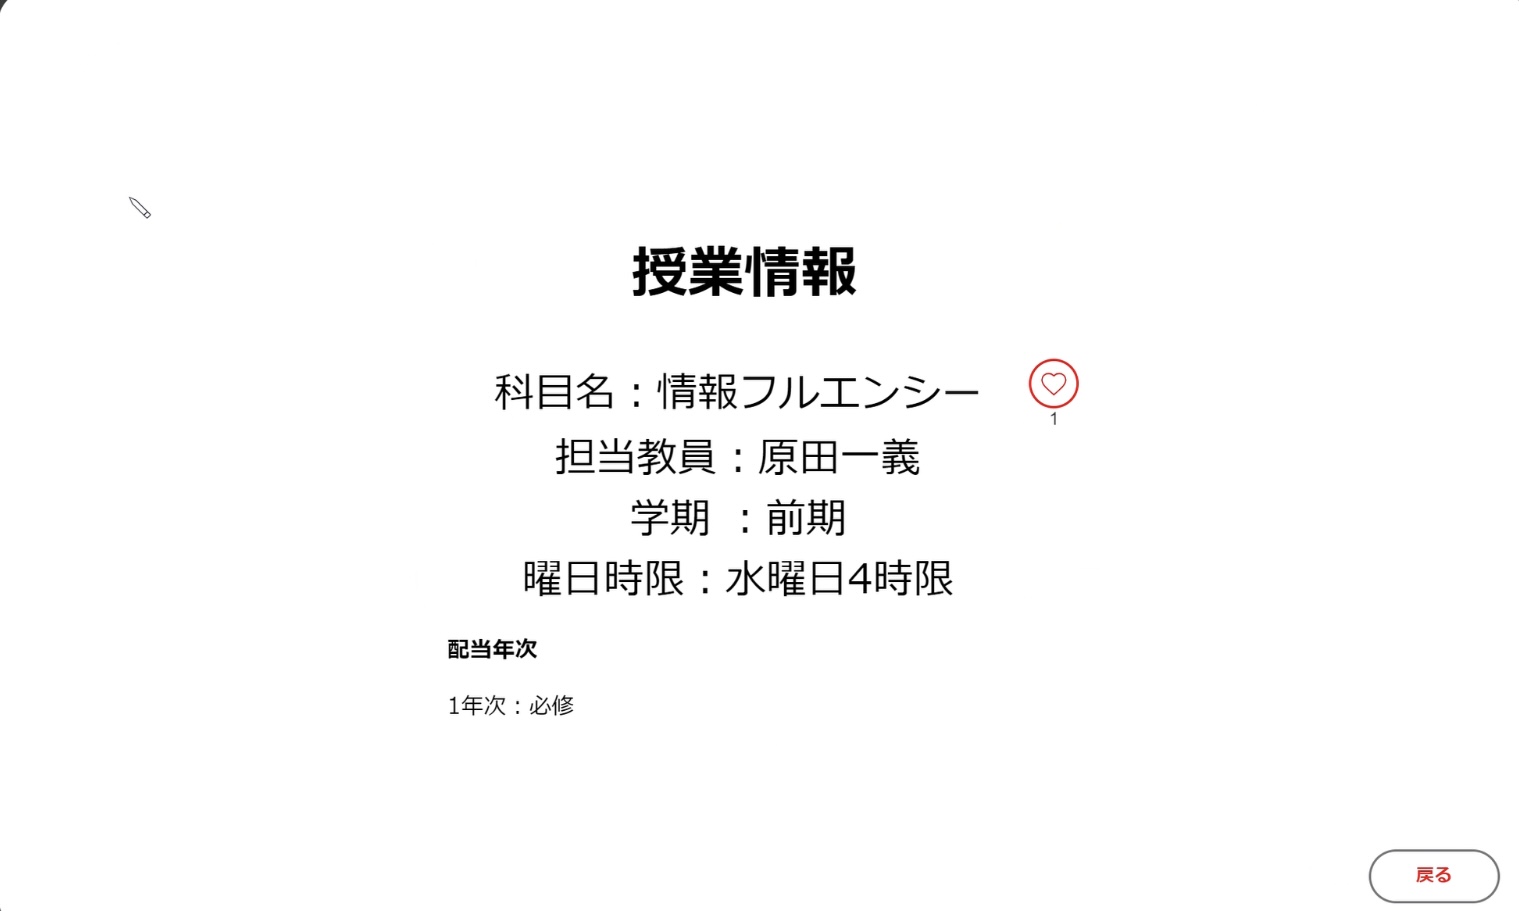 授業情報
科目名：情報フルエンシー
1
担当教員：原田一義
学期 ：前期
曜日時限：水曜日4時限
配当年次
1年次：必修
戻る